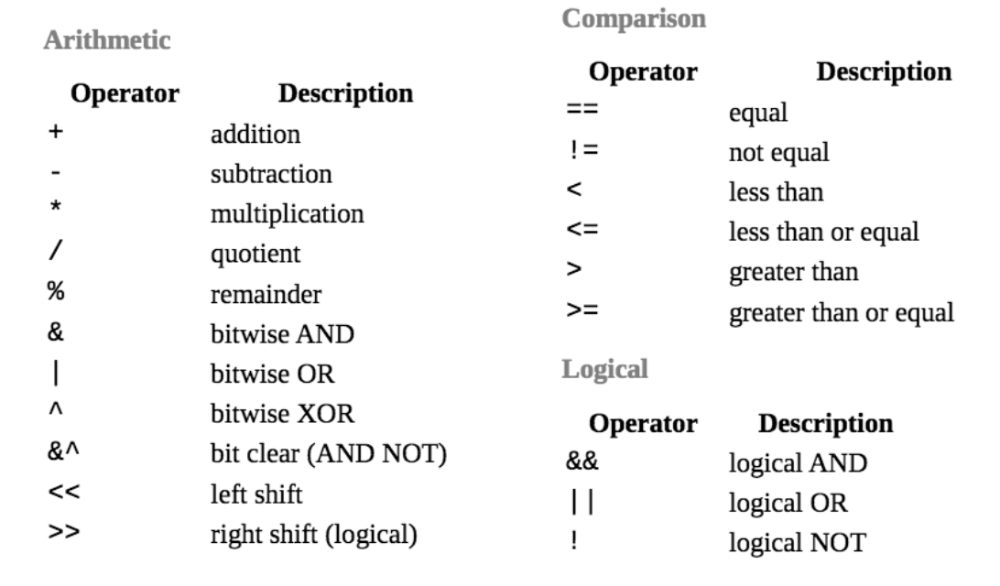 Arithmetic
Operator Description
+ addition
- subtraction
* multiplication
/ quotient
% remainder
& bitwise AND
| bitwise OR
^ bitwise XOR
&^ bit clear (AND NOT)
<< left shift
>> right shift (logical)
Comparison
Operator Description
== equal
!= not equal
< less than
<= less than or equal
> greater than
>= greater than or equal
Logical
Operator Description
&& logical AND
|| logical OR
! logical NOT